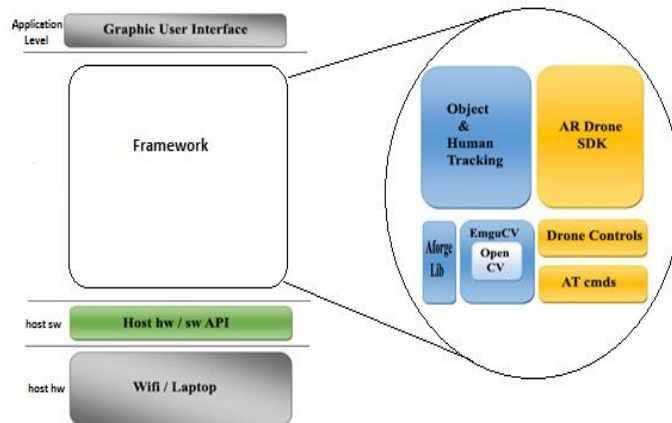 Application
Level
Graphic User Interface
Framework
host sw
Host hw / sw API
host hw
Wifi / Laptop
Object
&
Human
Tracking
AR Drone
SDK
Aforge
Lib
EmguCV
Open
CV
Drone Controls
AT cmds